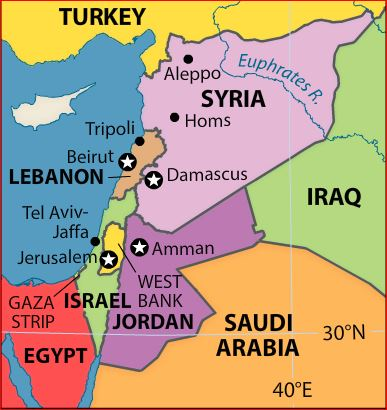 TURKEY
Aleppo
Euphrates R.
SYRIA
Homs
Tripoli
Beirut
LEBANON
Damascus
IRAQ
Tel Aviv-
Jaffa
Jerusalem
Amman
WEST
BANK
GAZA
STRIP
ISRAEL
JORDAN
SAUDI
ARABIA
EGYPT
30°N
40°E